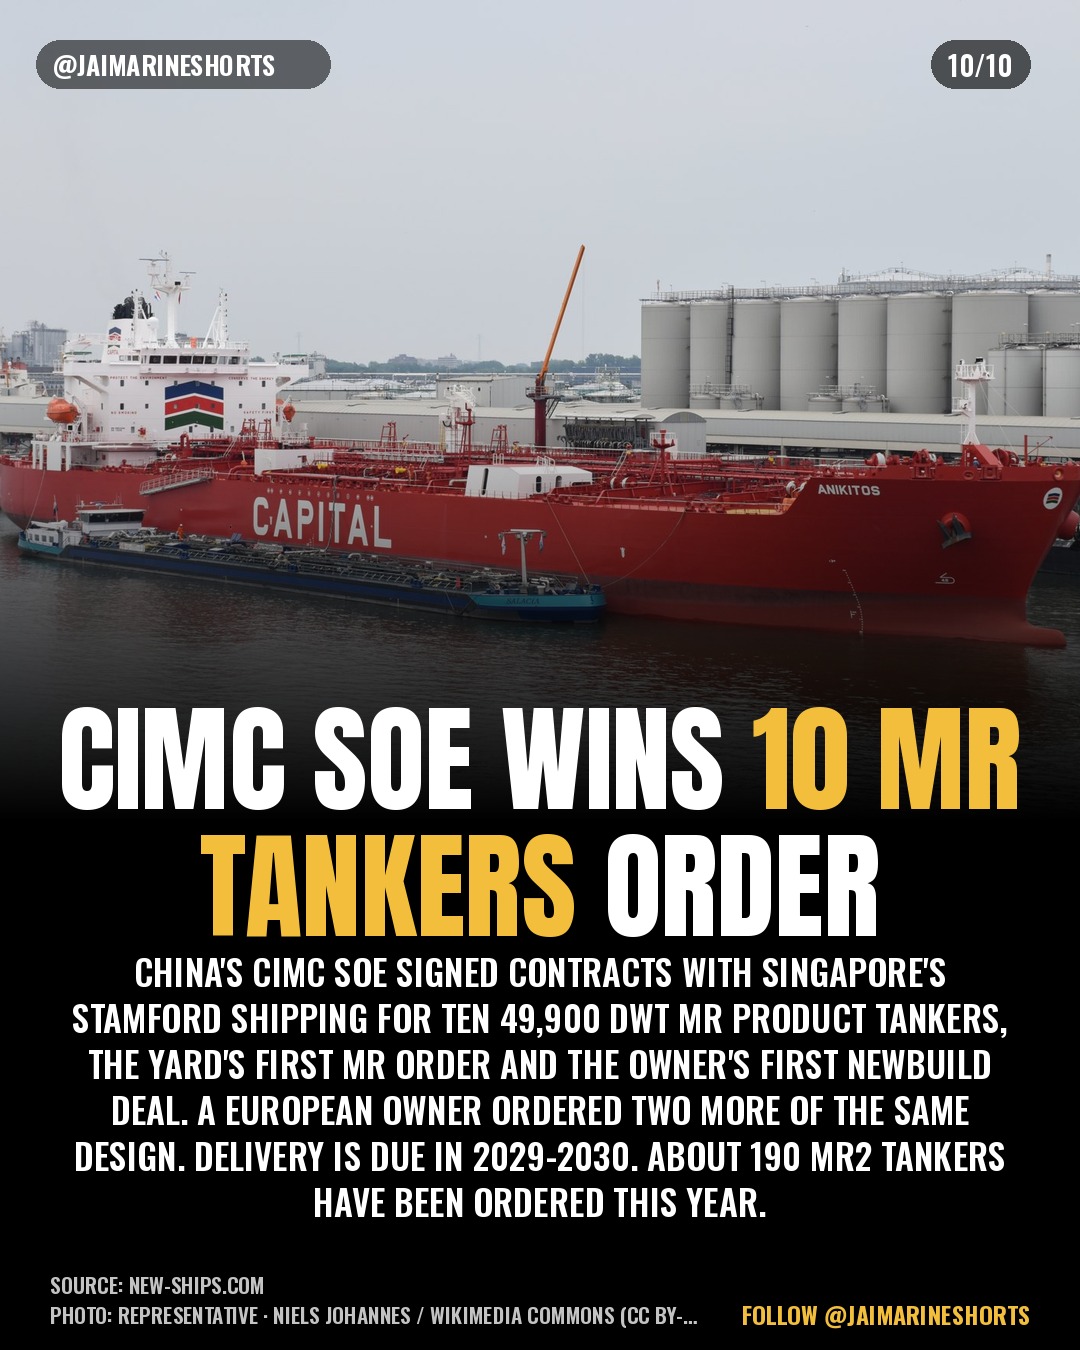 @JAIMARINESHORTS
10/10
CAPITAL
ANIKITOS
CIMC SOE WINS 10 MR
TANKERS ORDER
CHINA'S CIMC SOE SIGNED CONTRACTS WITH SINGAPORE'S
STAMFORD SHIPPING FOR TEN 49,900 DWT MR PRODUCT TANKERS,
THE YARD'S FIRST MR ORDER AND THE OWNER'S FIRST NEWBUILD
DEAL. A EUROPEAN OWNER ORDERED TWO MORE OF THE SAME
DESIGN. DELIVERY IS DUE IN 2029-2030. ABOUT 190 MR2 TANKERS
HAVE BEEN ORDERED THIS YEAR.
SOURCE: NEW-SHIPS.COM
PHOTO: REPRESENTATIVE · NIELS JOHANNES / WIKIMEDIA COMMONS (CC BY-...
FOLLOW @JAIMARINESHORTS